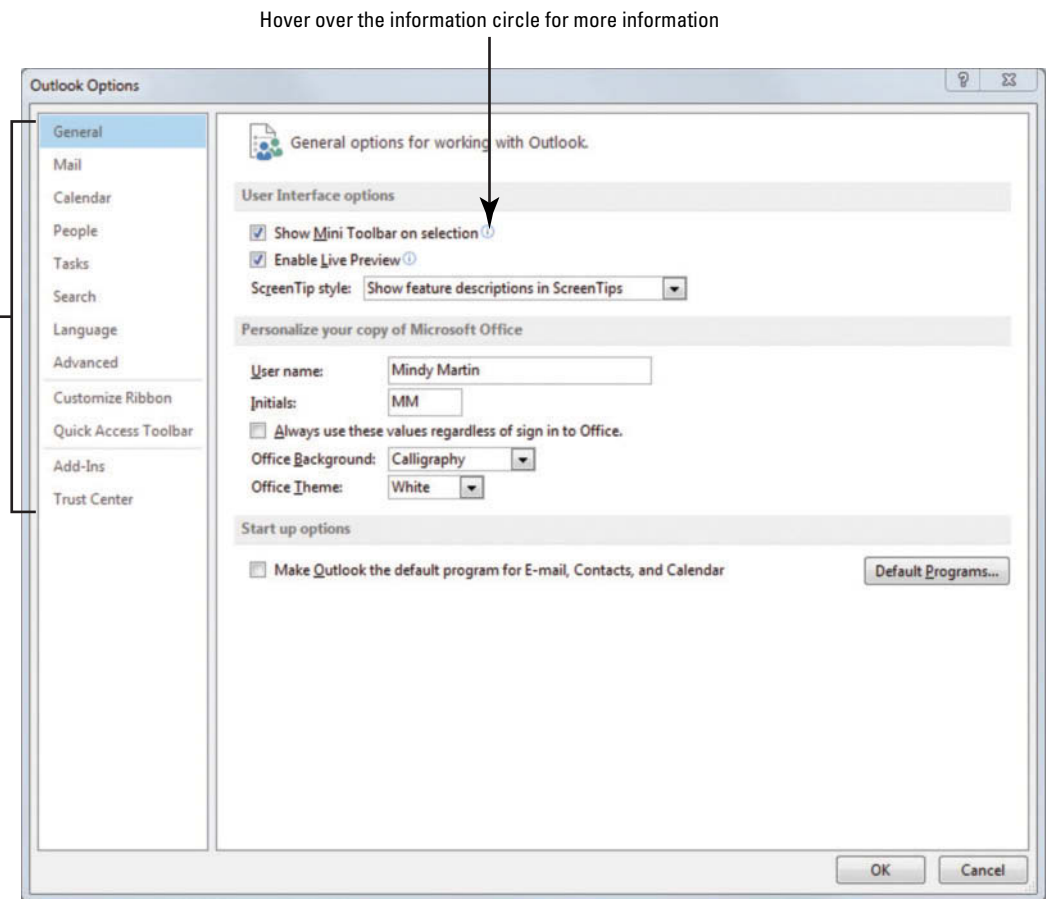 Hover over the information circle for more information
Outlook Options
General
Mail
Calendar
People
Tasks
Search
Language
Advanced
Customize Ribbon
Quick Access Toolbar
Add-Ins
Trust Center
General options for working with Outlook.
User Interface options
Show Mini Toolbar on selection
Enable Live Preview
ScreenTip style: Show feature descriptions in ScreenTips
Personalize your copy of Microsoft Office
User name: Mindy Martin
Initials: MM
Always use these values regardless of sign in to Office.
Office Background: Calligraphy
Office Theme: White
Start up options
Make Outlook the default program for E-mail, Contacts, and Calendar Default Programs...
OK Cancel